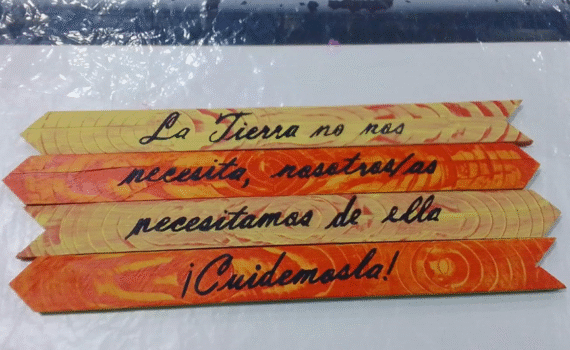 La Tierra no nos
necesita, nosotros/as
necesitamos de ella
¡Cuidemosla!